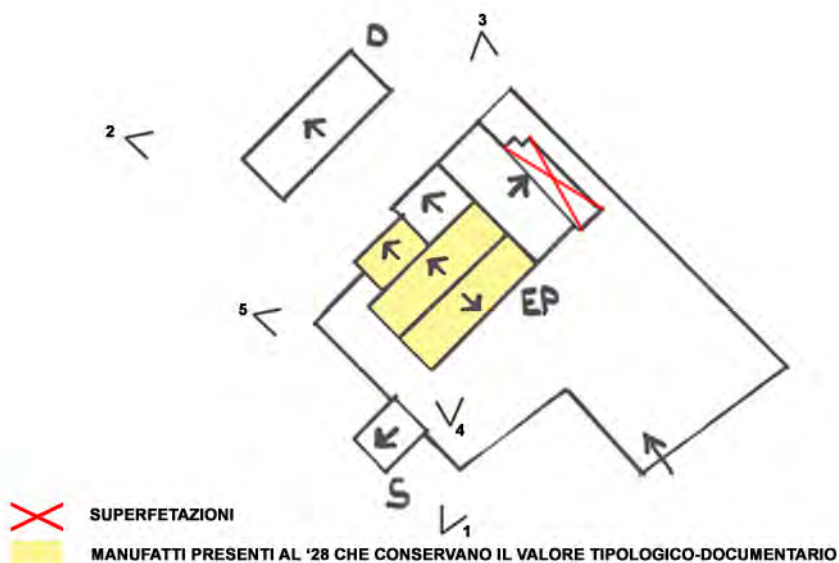 D
3
2
EP
5
4
S
1
SUPERFETAZIONI
MANUFATTI PRESENTI AL '28 CHE CONSERVANO IL VALORE TIPOLOGICO-DOCUMENTARIO